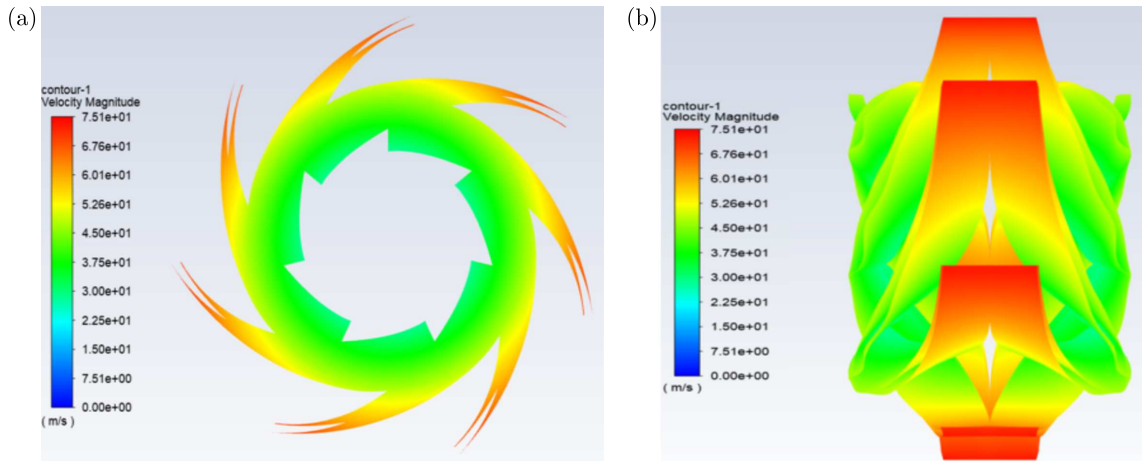 (a)
contour-1
Velocity Magnitude
7.51e+01
6.76e+01
6.01e+01
5.26e+01
4.50e+01
3.75e+01
3.00e+01
2.25e+01
1.50e+01
7.51e+00
0.00e+00
( m/s )
(b)
contour-1
Velocity Magnitude
7.51e+01
6.76e+01
6.01e+01
5.26e+01
4.50e+01
3.75e+01
3.00e+01
2.25e+01
1.50e+01
7.51e+00
0.00e+00
( m/s )